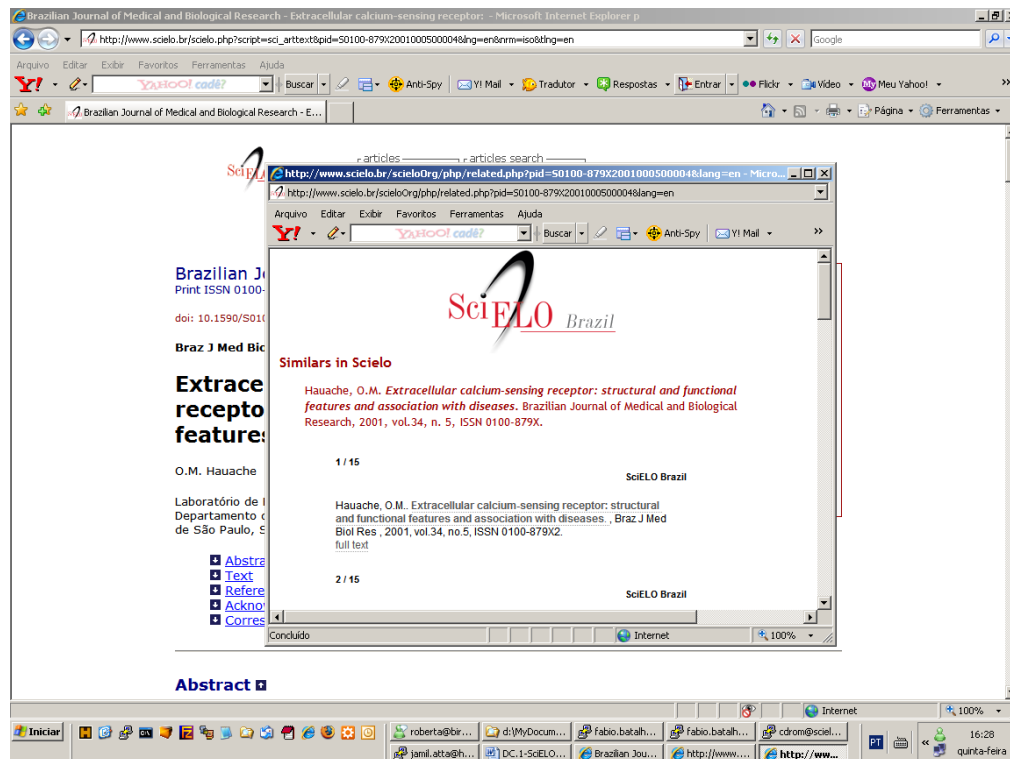 Brazilian Journal of Medical and Biological Research - Extracellular calcium-sensing receptor: - Microsoft Internet Explorer p
http://www.scielo.br/scielo.php?script=sci_arttext&pid=S0100-879X2001000500004&lng=en&nrm=iso&tlng=en
Google
Arquivo Editar Exibir Favoritos Ferramentas Ajuda
Y! YAHOO! cadê? Buscar Anti-Spy Y! Mail Tradutor Respostas Entrar Flickr Vídeo Meu Yahoo! »
Brazilian Journal of Medical and Biological Research - E...
Página Ferramentas
articles articles search
http://www.scielo.br/scieloOrg/php/related.php?pid=S0100-879X2001000500004&lang=en - Micro...
http://www.scielo.br/scieloOrg/php/related.php?pid=S0100-879X2001000500004&lang=en
Arquivo Editar Exibir Favoritos Ferramentas Ajuda
Y! YAHOO! cadê? Buscar Anti-Spy Y! Mail »
SciELO Brazil
Similars in Scielo
Hauache, O.M. Extracellular calcium-sensing receptor: structural and functional
features and association with diseases. Brazilian Journal of Medical and Biological
Research, 2001, vol.34, n. 5, ISSN 0100-879X.
1 / 15
SciELO Brazil
Hauache, O.M.. Extracellular calcium-sensing receptor: structural
and functional features and association with diseases. , Braz J Med
Biol Res , 2001, vol.34, no.5, ISSN 0100-879X2.
full text
2 / 15
SciELO Brazil
Concluído Internet 100%
Brazilian Jo
Print ISSN 0100-
doi: 10.1590/S010
Braz J Med Bio
Extrace
recepto
features
O.M. Hauache
Laboratório de
Departamento
de São Paulo, S
Abstra
Text
Refere
Acknow
Corres
Abstract
Internet 100%
Iniciar roberta@bir... d:\MyDocum... fabio.batalh... fabio.batalh... cdrom@sciel... PT « 16:28
jamil.atta@h... DC.1-SciELO... Brazilian Jou... http://www.... http://ww... quinta-feira